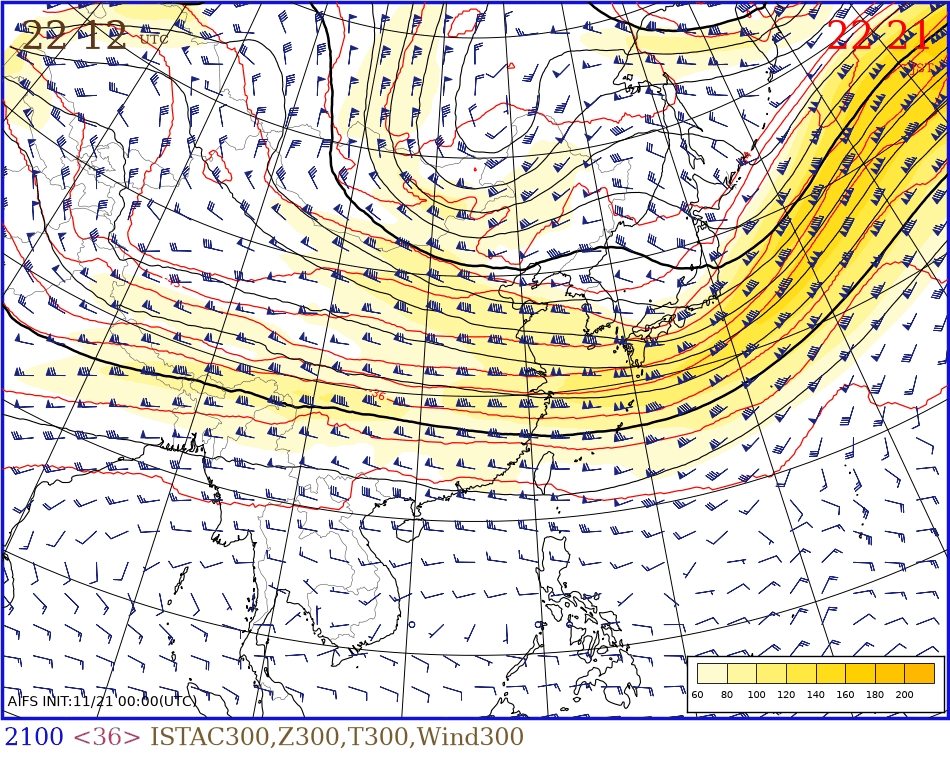 22 12 UTC
22 21
JST
-36
60 80 100 120 140 160 180 200
AIFS INIT:11/21 00:00(UTC)
2100 <36> ISTAC300,Z300,T300,Wind300